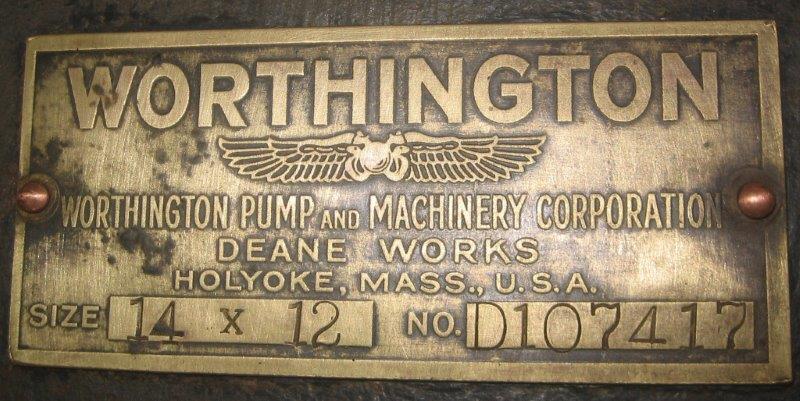 WORTHINGTON
WORTHINGTON PUMP AND MACHINERY CORPORATION
DEANE WORKS
HOLYOKE, MASS., U.S.A.
SIZE 14 x 12 NO. D107417